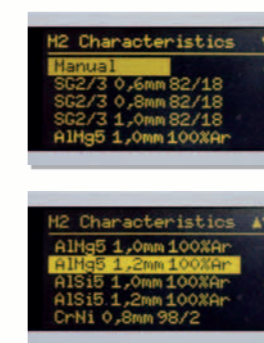 H2 Characteristics
Manual
SG2/3 0,6mm 82/18
SG2/3 0,8mm 82/18
SG2/3 1,0mm 82/18
AlMg5 1,0mm 100%Ar
H2 Characteristics ▲
AlMg5 1,0mm 100%Ar
AlMg5 1,2mm 100%Ar
AlSi5 1,0mm 100%Ar
AlSi5 1,2mm 100%Ar
CrNi 0,8mm 98/2